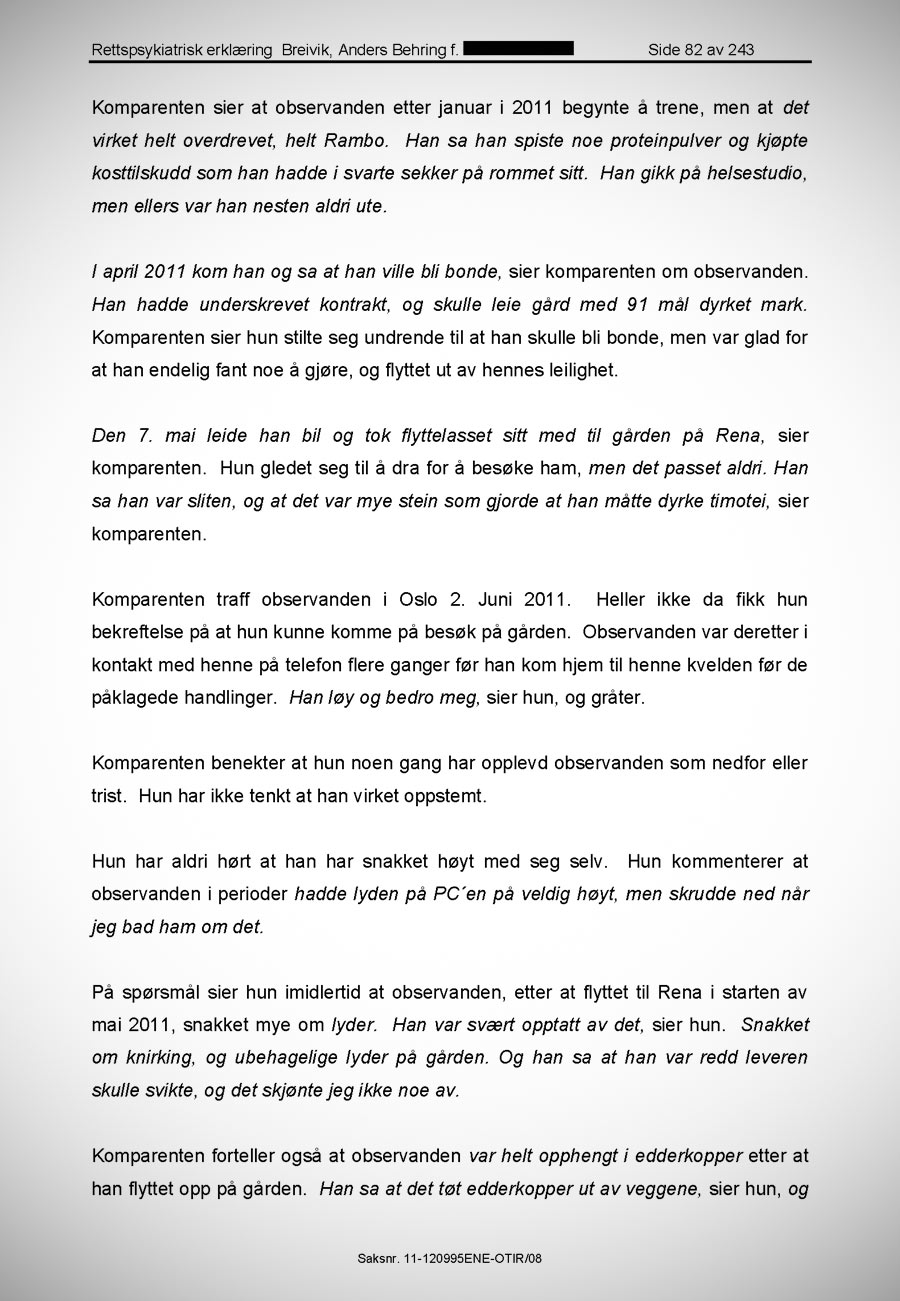 Rettspsykiatrisk erklæring Breivik, Anders Behring f. Side 82 av 243
Komparenten sier at observanden etter januar i 2011 begynte å trene, men at det
virket helt overdrevet, helt Rambo. Han sa han spiste noe proteinpulver og kjøpte
kosttilskudd som han hadde i svarte sekker på rommet sitt. Han gikk på helsestudio,
men ellers var han nesten aldri ute.
I april 2011 kom han og sa at han ville bli bonde, sier komparenten om observanden.
Han hadde underskrevet kontrakt, og skulle leie gård med 91 mål dyrket mark.
Komparenten sier hun stilte seg undrende til at han skulle bli bonde, men var glad for
at han endelig fant noe å gjøre, og flyttet ut av hennes leilighet.
Den 7. mai leide han bil og tok flyttelasset sitt med til gården på Rena, sier
komparenten. Hun gledet seg til å dra for å besøke ham, men det passet aldri. Han
sa han var sliten, og at det var mye stein som gjorde at han måtte dyrke timotei, sier
komparenten.
Komparenten traff observanden i Oslo 2. Juni 2011. Heller ikke da fikk hun
bekreftelse på at hun kunne komme på besøk på gården. Observanden var deretter i
kontakt med henne på telefon flere ganger før han kom hjem til henne kvelden før de
påklagede handlinger. Han løy og bedro meg, sier hun, og gråter.
Komparenten benekter at hun noen gang har opplevd observanden som nedfor eller
trist. Hun har ikke tenkt at han virket oppstemt.
Hun har aldri hørt at han har snakket høyt med seg selv. Hun kommenterer at
observanden i perioder hadde lyden på PC´en på veldig høyt, men skrudde ned når
jeg bad ham om det.
På spørsmål sier hun imidlertid at observanden, etter at flyttet til Rena i starten av
mai 2011, snakket mye om lyder. Han var svært opptatt av det, sier hun. Snakket
om knirking, og ubehagelige lyder på gården. Og han sa at han var redd leveren
skulle svikte, og det skjønte jeg ikke noe av.
Komparenten forteller også at observanden var helt opphengt i edderkopper etter at
han flyttet opp på gården. Han sa at det tøt edderkopper ut av veggene, sier hun, og
Saksnr. 11-120995ENE-OTIR/08